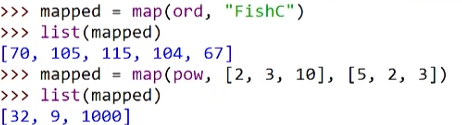 >>> mapped = map(ord, "FishC")
>>> list(mapped)
[70, 105, 115, 104, 67]
>>> mapped = map(pow, [2, 3, 10], [5, 2, 3])
>>> list(mapped)
[32, 9, 1000]